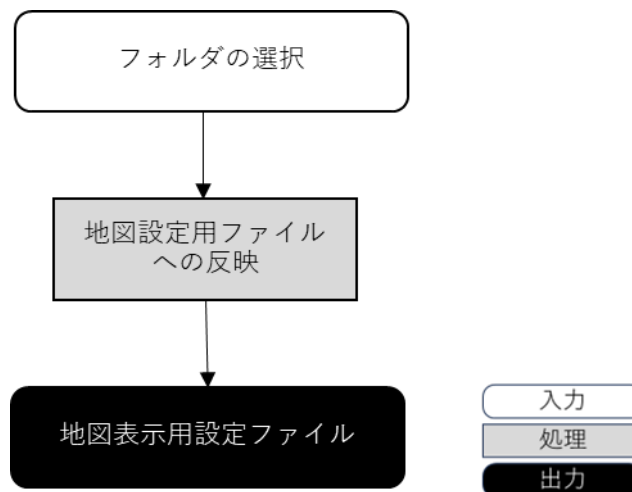 フォルダの選択
地図設定用ファイル
への反映
地図表示用設定ファイル
入力
処理
出力